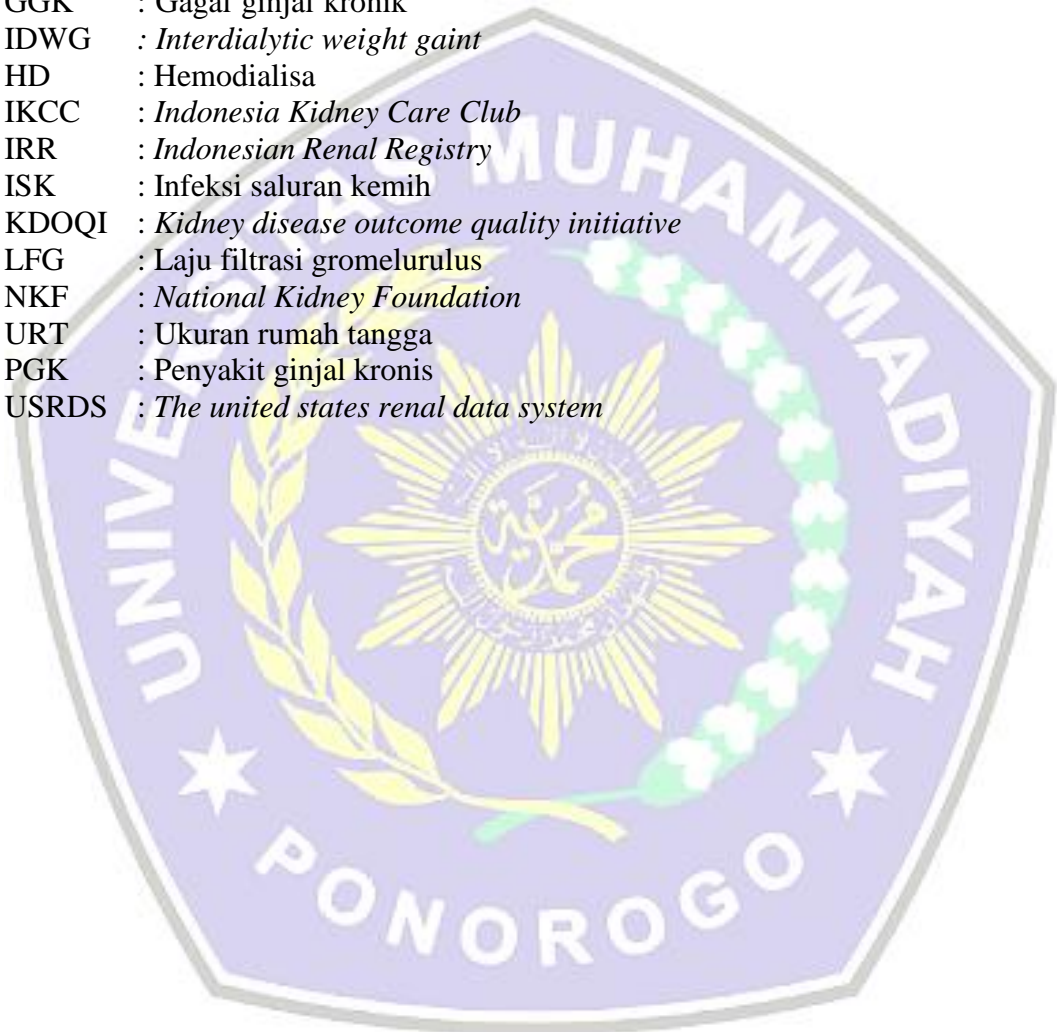 GGK : Gagal ginjal kronik
IDWG : Interdialytic weight gaint
HD : Hemodialisa
IKCC : Indonesia Kidney Care Club
IRR : Indonesian Renal Registry
ISK : Infeksi saluran kemih
KDOQI : Kidney disease outcome quality initiative
LFG : Laju filtrasi gromelurulus
NKF : National Kidney Foundation
URT : Ukuran rumah tangga
PGK : Penyakit ginjal kronis
USRDS : The united states renal data system
UNIVERSITAS MUHAMMADIYAH
PONOROGO
محمدية